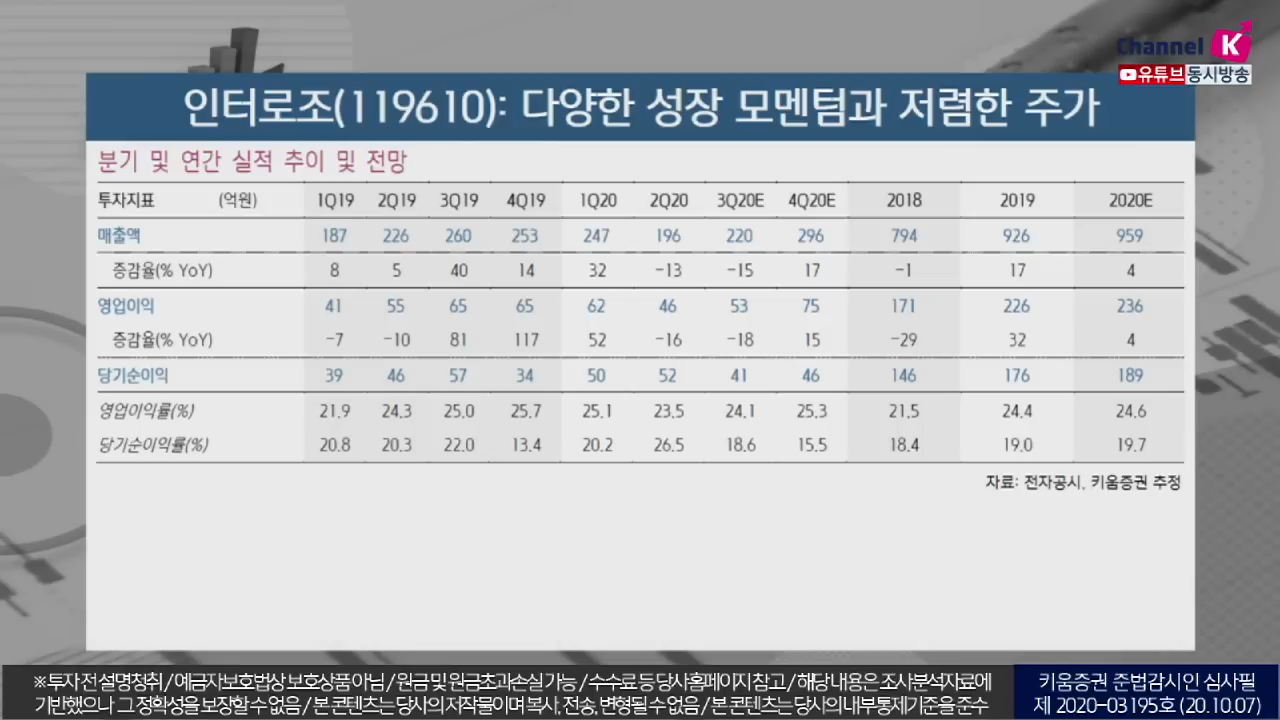 Channel K
유튜브 동시방송
인터로조(119610): 다양한 성장 모멘텀과 저렴한 주가
분기 및 연간 실적 추이 및 전망
투자지표 (억원) 1Q19 2Q19 3Q19 4Q19 1Q20 2Q20 3Q20E 4Q20E 2018 2019 2020E
매출액 187 226 260 253 247 196 220 296 794 926 959
증감율(% YoY) 8 5 40 14 32 -13 -15 17 -1 17 4
영업이익 41 55 65 65 62 46 53 75 171 226 236
증감율(% YoY) -7 -10 81 117 52 -16 -18 15 -29 32 4
당기순이익 39 46 57 34 50 52 41 46 146 176 189
영업이익률(%) 21.9 24.3 25.0 25.7 25.1 23.5 24.1 25.3 21.5 24.4 24.6
당기순이익률(%) 20.8 20.3 22.0 13.4 20.2 26.5 18.6 15.5 18.4 19.0 19.7
자료: 전자공시, 키움증권 추정
※ 투자 전 설명청취 / 예금자보호법상 보호상품 아님 / 원금 및 원금초과손실 가능 / 수수료 등 당사홈페이지 참고 / 해당 내용은 조사분석자료에
기반했으나 그 정확성을 보장할 수 없음 / 본 콘텐츠는 당사의 저작물이며 복사, 전송, 변형될 수 없음 / 본 콘텐츠는 당사의 내부통제기준을 준수
키움증권 준법감시인 심사필
제 2020-03195호 (20.10.07)